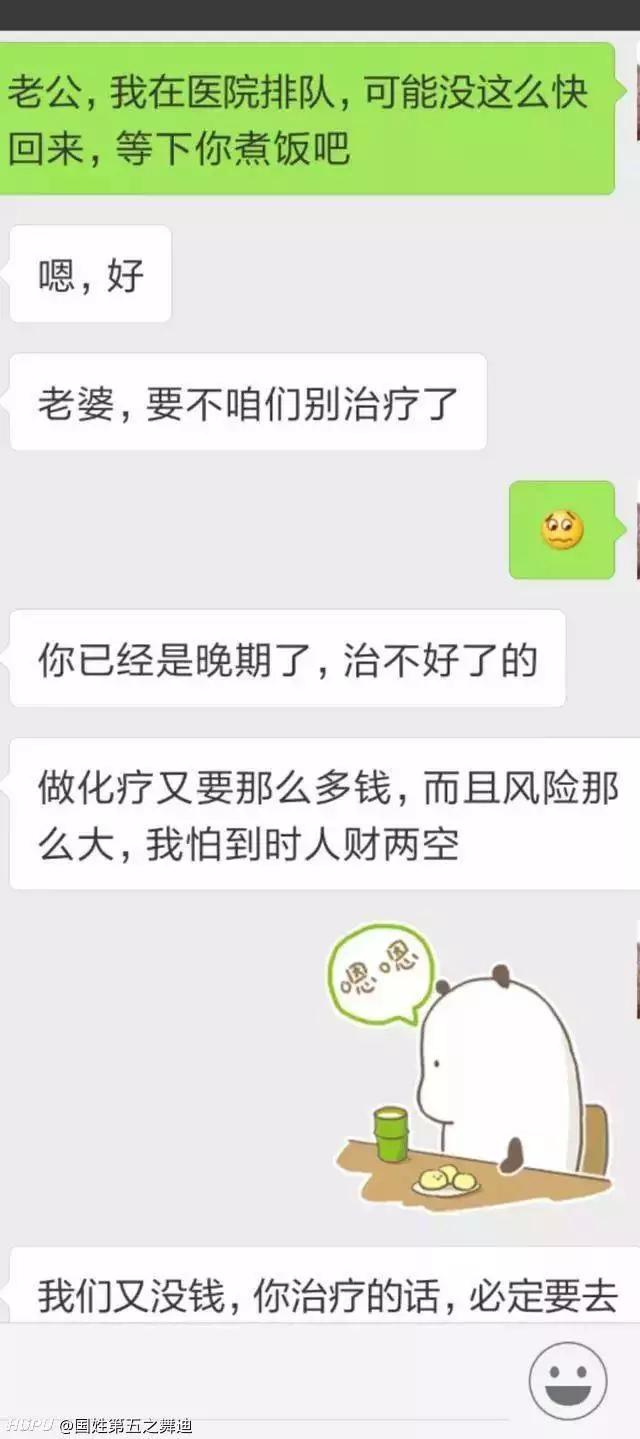 老公，我在医院排队，可能没这么快
回来，等下你煮饭吧
嗯，好
老婆，要不咱们别治疗了
你已经是晚期了，治不好了的
做化疗又要那么多钱，而且风险那
么大，我怕到时人财两空
嗯嗯
我们又没钱，你治疗的话，必定要去
HUPU @国姓第五之舞迪